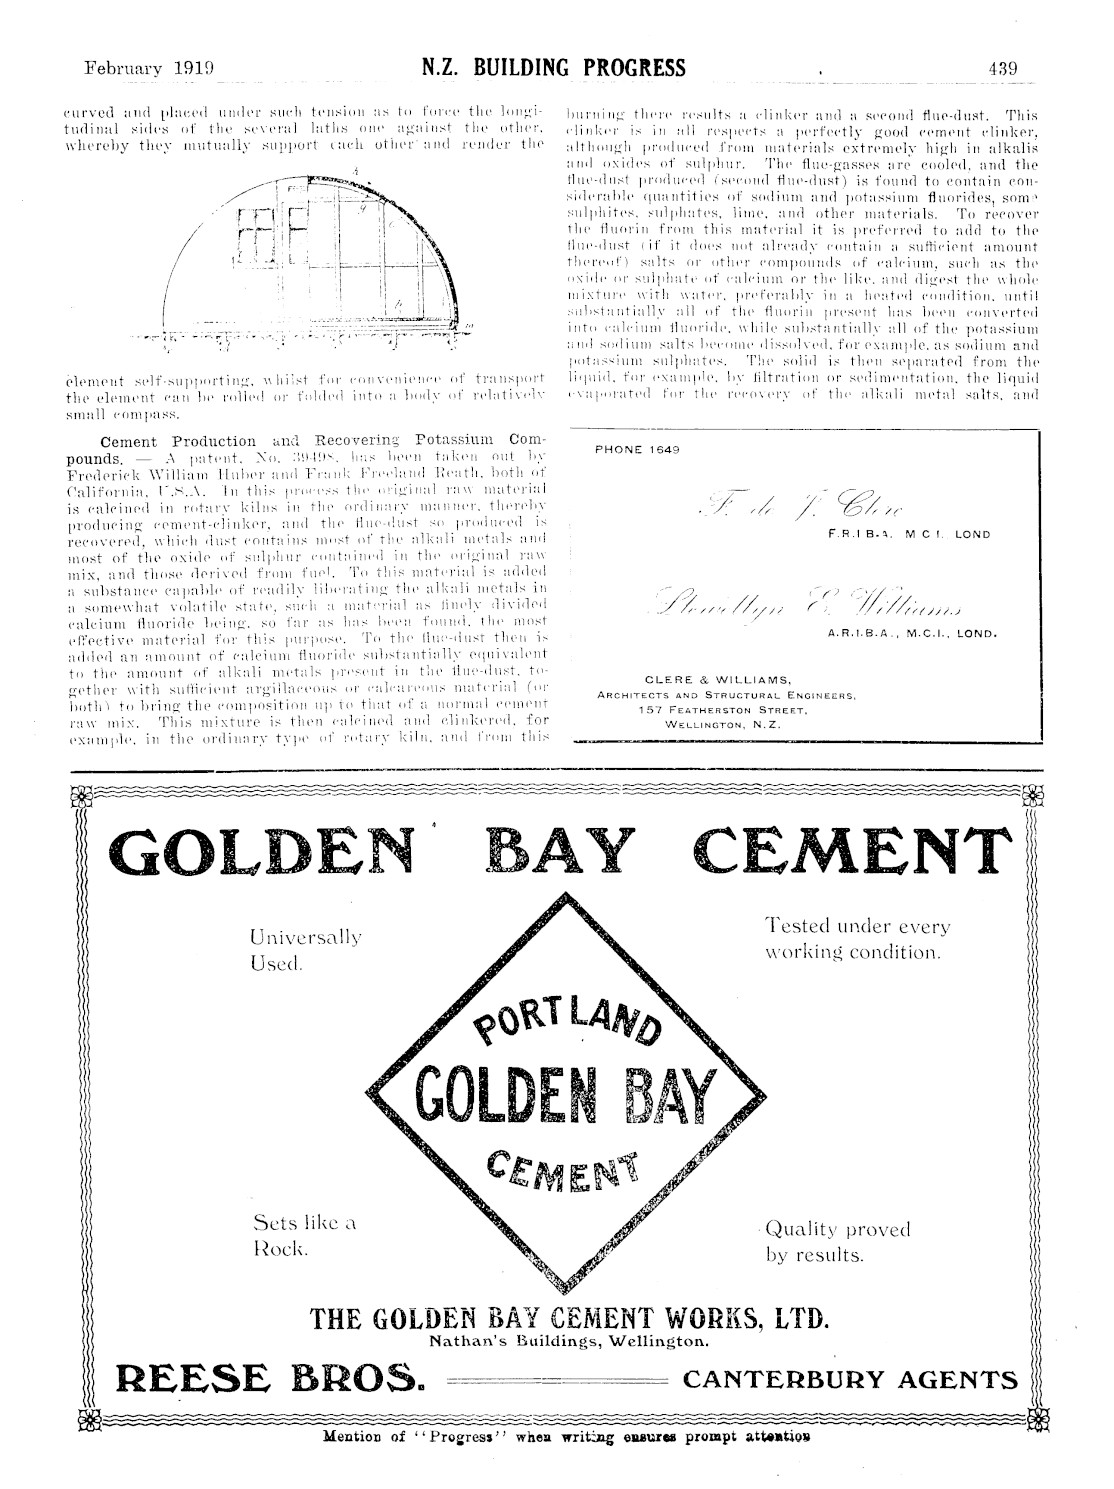 February 1919
N.Z. BUILDING PROGRESS
439
curved and placed under such tension as to force the longi-
tudinal sides of the several laths one against the other,
whereby they mutually support each other and render the
element self-supporting, whilst for convenience of transport
the element can be rolled or folded into a body of relatively
small compass.
Cement Production and Recovering Potassium Com-
pounds. — A patent, No. 39498, has been taken out by
Frederick William Huber and Frank Freeland Reath, both of
California, U.S.A. In this process the original raw material
is calcined in rotary kilns in the ordinary manner, thereby
producing cement-clinker, and the flue-dust so produced is
recovered, which dust contains most of the alkali metals and
most of the oxide of sulphur contained in the original raw
mix, and those derived from fuel. To this material is added
a substance capable of readily liberating the alkali metals in
a somewhat volatile state, such a material as finely divided
calcium fluoride being, so far as has been found, the most
effective material for this purpose. To the flue-dust then is
added an amount of calcium fluoride substantially equivalent
to the amount of alkali metals present in the flue-dust, to-
gether with sufficient argillaceous or calcareous material (or
both) to bring the composition up to that of a normal cement
raw mix. This mixture is then calcined and clinkered, for
example, in the ordinary type of rotary kiln, and from this
burning there results a clinker and a second flue-dust. This
clinker is in all respects a perfectly good cement clinker,
although produced from materials extremely high in alkalis
and oxides of sulphur. The flue-gasses are cooled, and the
flue-dust produced (second flue-dust) is found to contain con-
siderable quantities of sodium and potassium fluorides, some
sulphites, sulphates, lime, and other materials. To recover
the fluorin from this material it is preferred to add to the
flue-dust (if it does not already contain a sufficient amount
thereof) salts or other compounds of calcium, such as the
oxide or sulphate of calcium or the like, and digest the whole
mixture with water, preferably in a heated condition, until
substantially all of the fluorin present has been converted
into calcium fluoride, while substantially all of the potassium
and sodium salts become dissolved, for example, as sodium and
potassium sulphates. The solid is then separated from the
liquid, for example, by filtration or sedimentation, the liquid
evaporated for the recovery of the alkali metal salts, and
PHONE 1649
F. de J. Clere
F.R.I B.A. M C I. LOND
Llewellyn E. Williams
A.R.I.B.A., M.C.I., LOND.
CLERE & WILLIAMS,
ARCHITECTS AND STRUCTURAL ENGINEERS,
157 FEATHERSTON STREET,
WELLINGTON, N.Z.
GOLDEN BAY CEMENT
Universally
Used.
Tested under every
working condition.
PORTLAND
GOLDEN BAY
CEMENT
Sets like a
Rock.
Quality proved
by results.
THE GOLDEN BAY CEMENT WORKS, LTD.
Nathan's Buildings, Wellington.
REESE BROS.
CANTERBURY AGENTS
Mention of "Progress" when writing ensures prompt attention